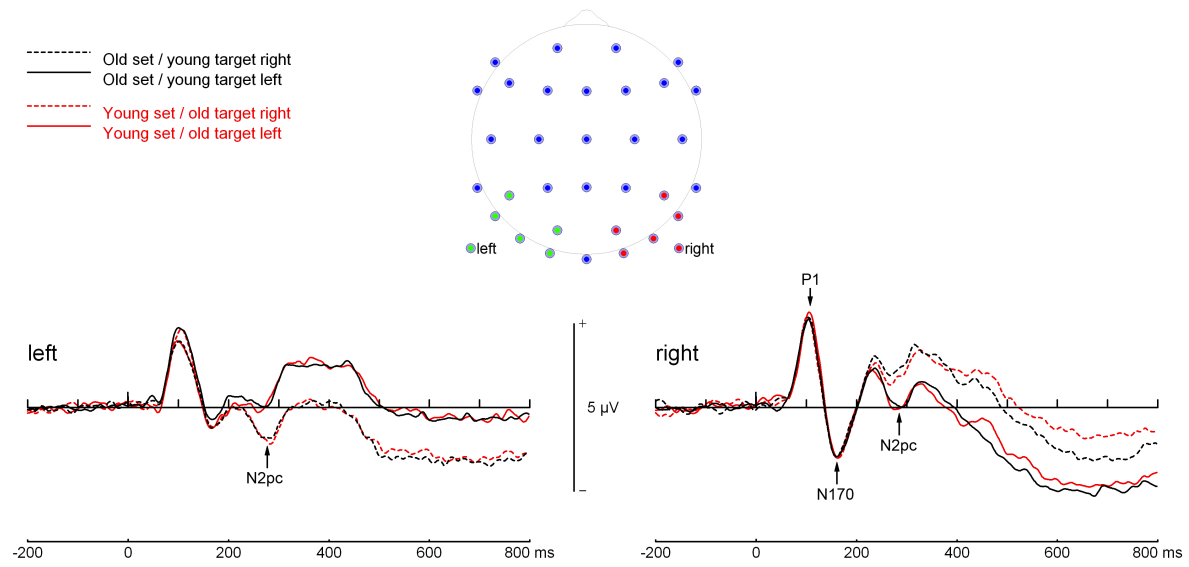 Old set / young target right
Old set / young target left
Young set / old target right
Young set / old target left
left
right
P1
+
left
right
5 µV
N2pc
N2pc
−
N170
-200 0 200 400 600 800 ms
-200 0 200 400 600 800 ms